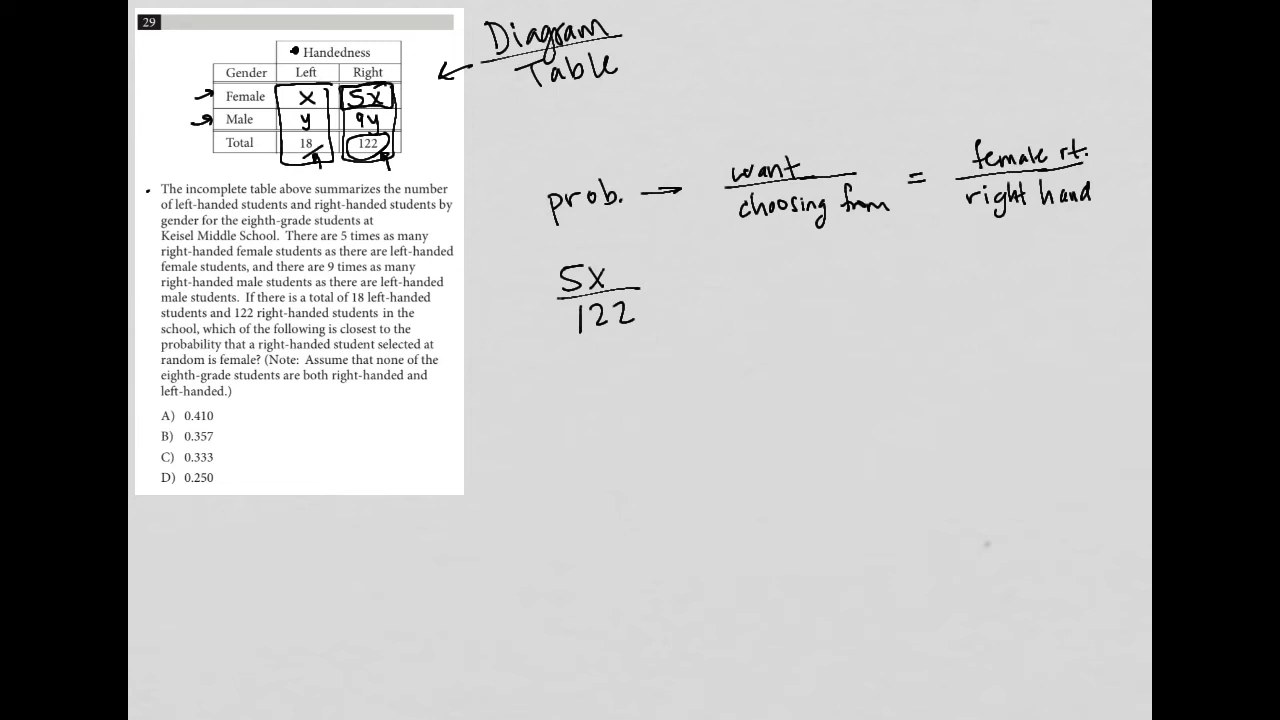 29
Handedness
Gender Left Right
Female x 5x
Male y 9y
Total 18 122
The incomplete table above summarizes the number
of left-handed students and right-handed students by
gender for the eighth-grade students at
Keisel Middle School. There are 5 times as many
right-handed female students as there are left-handed
female students, and there are 9 times as many
right-handed male students as there are left-handed
male students. If there is a total of 18 left-handed
students and 122 right-handed students in the
school, which of the following is closest to the
probability that a right-handed student selected at
random is female? (Note: Assume that none of the
eighth-grade students are both right-handed and
left-handed.)
A) 0.410
B) 0.357
C) 0.333
D) 0.250
Diagram
Table
prob. → want = female rt.
choosing from right hand
5x
122